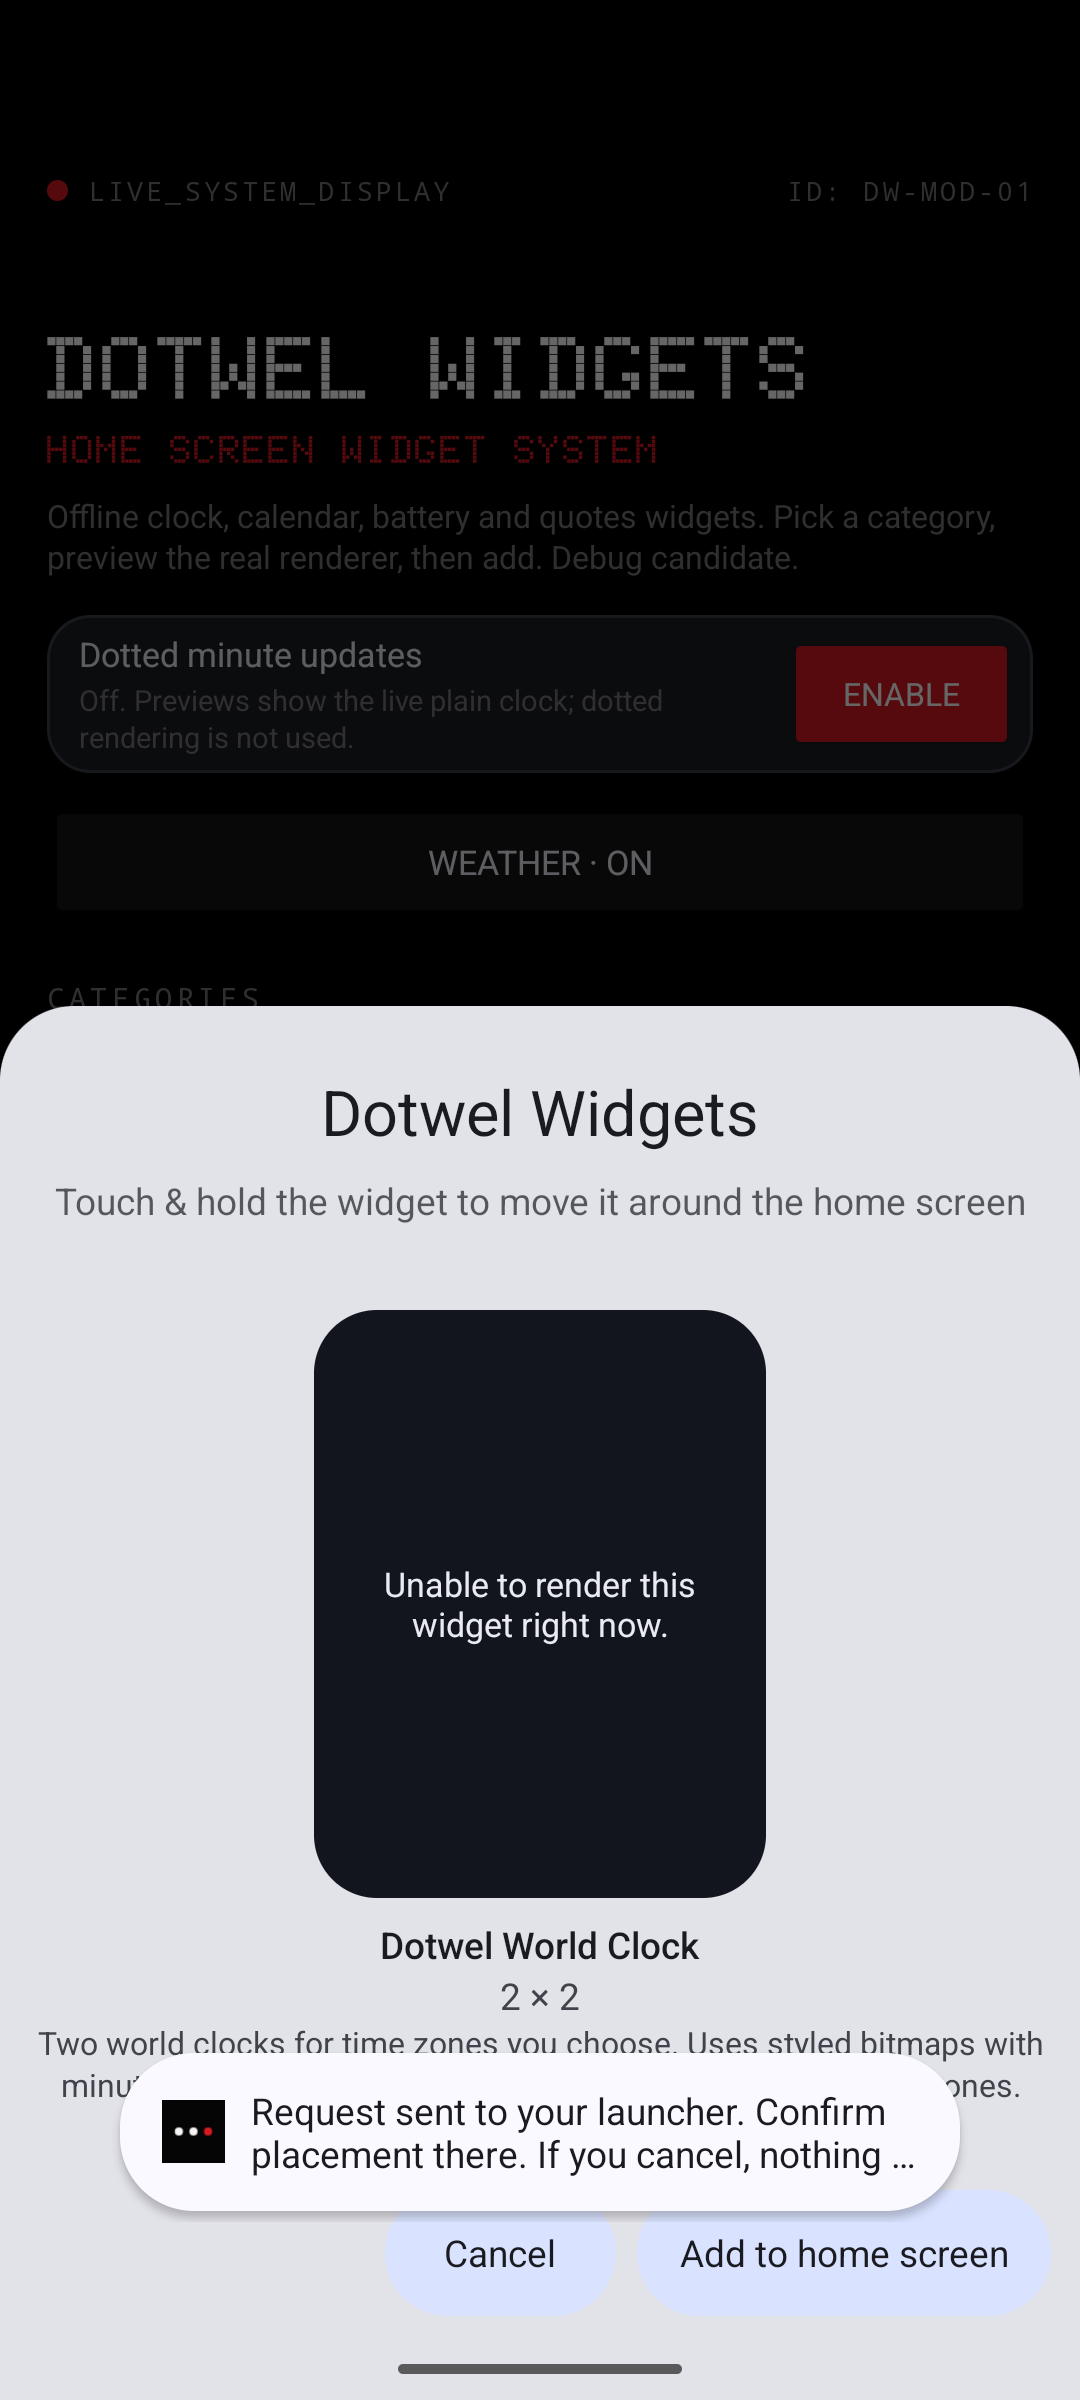 LIVE_SYSTEM_DISPLAY
ID: DW-MOD-01
DOTWEL WIDGETS
HOME SCREEN WIDGET SYSTEM
Offline clock, calendar, battery and quotes widgets. Pick a category,
preview the real renderer, then add. Debug candidate.
Dotted minute updates
Off. Previews show the live plain clock; dotted
rendering is not used.
ENABLE
WEATHER · ON
CATEGORIES
Dotwel Widgets
Touch & hold the widget to move it around the home screen
Unable to render this
widget right now.
Dotwel World Clock
2 × 2
Two world clocks for time zones you choose. Uses styled bitmaps with
Request sent to your launcher. Confirm
placement there. If you cancel, nothing …
Cancel
Add to home screen